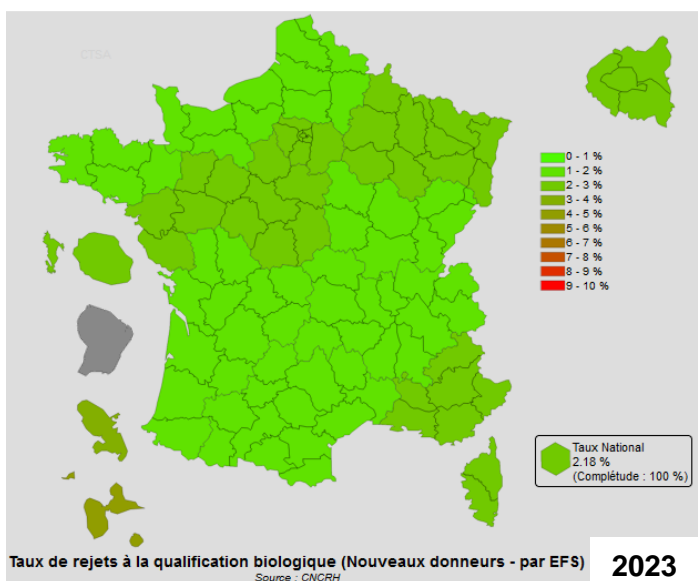 CTSA
0 - 1 %
1 - 2 %
2 - 3 %
3 - 4 %
4 - 5 %
5 - 6 %
6 - 7 %
7 - 8 %
8 - 9 %
9 - 10 %
Taux National
2.18 %
(Complétude : 100 %)
Taux de rejets à la qualification biologique (Nouveaux donneurs - par EFS)
Source : CNCRH
2023